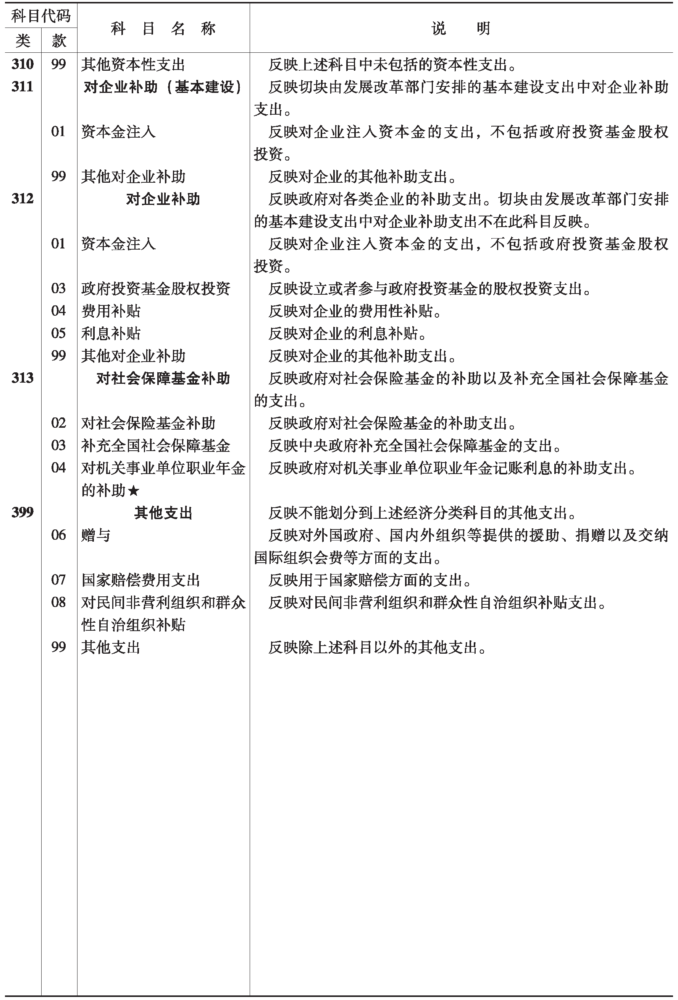 科目代码
科 目 名 称
说 明
类 款
310 99 其他资本性支出 反映上述科目中未包括的资本性支出。
311 对企业补助（基本建设） 反映切块由发展改革部门安排的基本建设支出中对企业补助
支出。
01 资本金注入 反映对企业注入资本金的支出，不包括政府投资基金股权
投资。
99 其他对企业补助 反映对企业的其他补助支出。
312 对企业补助 反映政府对各类企业的补助支出。切块由发展改革部门安排
的基本建设支出中对企业补助支出不在此科目反映。
01 资本金注入 反映对企业注入资本金的支出，不包括政府投资基金股权
投资。
03 政府投资基金股权投资 反映设立或者参与政府投资基金的股权投资支出。
04 费用补贴 反映对企业的费用性补贴。
05 利息补贴 反映对企业的利息补贴。
99 其他对企业补助 反映对企业的其他补助支出。
313 对社会保障基金补助 反映政府对社会保险基金的补助以及补充全国社会保障基金
的支出。
02 对社会保险基金补助 反映政府对社会保险基金的补助支出。
03 补充全国社会保障基金 反映中央政府补充全国社会保障基金的支出。
04 对机关事业单位职业年金 反映政府对机关事业单位职业年金记账利息的补助支出。
的补助★
399 其他支出 反映不能划分到上述经济分类科目的其他支出。
06 赠与 反映对外国政府、国内外组织等提供的援助、捐赠以及交纳
国际组织会费等方面的支出。
07 国家赔偿费用支出 反映用于国家赔偿方面的支出。
08 对民间非营利组织和群众 反映对民间非营利组织和群众性自治组织补贴支出。
性自治组织补贴
99 其他支出 反映除上述科目以外的其他支出。